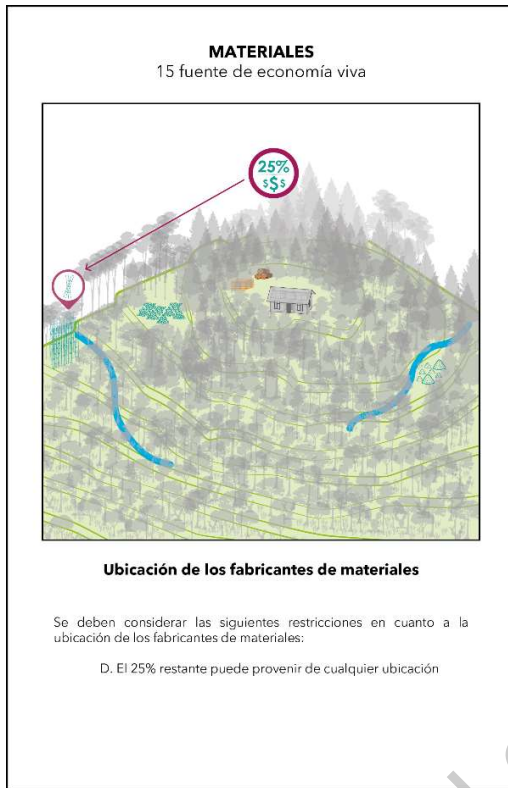 MATERIALES
15 fuente de economía viva
25%
$$$
Ubicación de los fabricantes de materiales
Se deben considerar las siguientes restricciones en cuanto a la
ubicación de los fabricantes de materiales:
D. El 25% restante puede provenir de cualquier ubicación